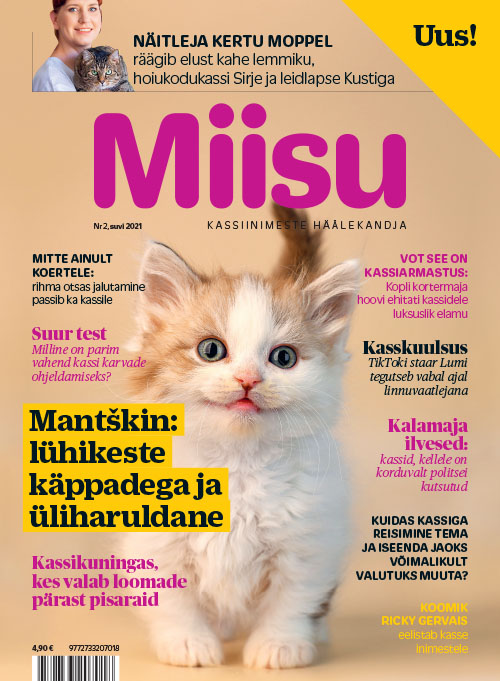 NÄITLEJA KERTU MOPPEL
räägib elust kahe lemmiku,
hoiukodukassi Sirje ja leidlapse Kustiga
Uus!
Miisu
Nr 2, suvi 2021
KASSIINIMESTE HÄÄLEKANDJA
MITTE AINULT
KOERTELE:
rihma otsas jalutamine
passib ka kassile
Suur test
Milline on parim
vahend kassi karvade
ohjeldamiseks?
Mantškin:
lühikeste
käppadega ja
üliharuldane
Kassikuningas,
kes valab loomade
pärast pisaraid
VOT SEE ON
KASSIARMASTUS:
Kopli kortermaja
hoovi ehitati kassidele
luksuslik elamu
Kasskuulsus
TikToki staar Lumi
tegutseb vabal ajal
linnuvaatlejana
Kalamaja
ilvesed:
kassid, kellele on
korduvalt politsei
kutsutud
KUIDAS KASSIGA
REISIMINE TEMA
JA ISEENDA JAOKS
VÕIMALIKULT
VALUTUKS MUUTA?
KOOMIK
RICKY GERVAIS
eelistab kasse
inimestele
4,90 €
9772733207018